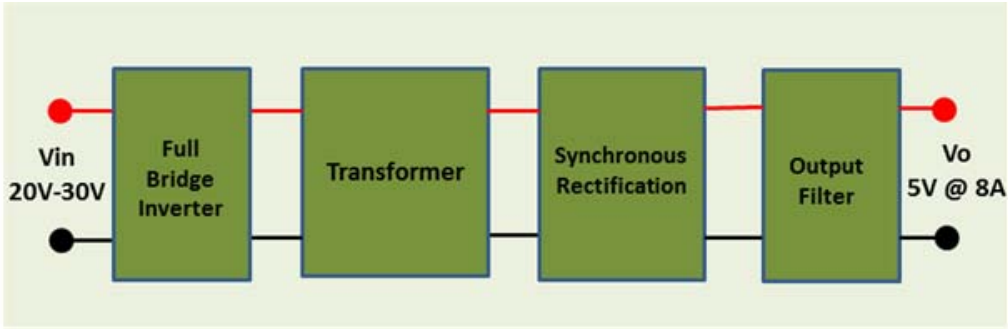 Vin
20V-30V
Full
Bridge
Inverter
Transformer
Synchronous
Rectification
Output
Filter
Vo
5V @ 8A